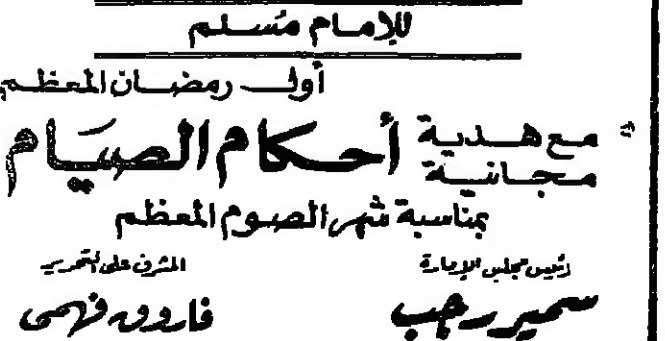 للإمام مسلم
أول رمضان المعظم
مع هدية مجانية
أحكام الصيام
بمناسبة شهر الصوم المعظم
رئيس مجلس الإدارة
سمير رجب
المشرف على التحرير
فاروق فهمى